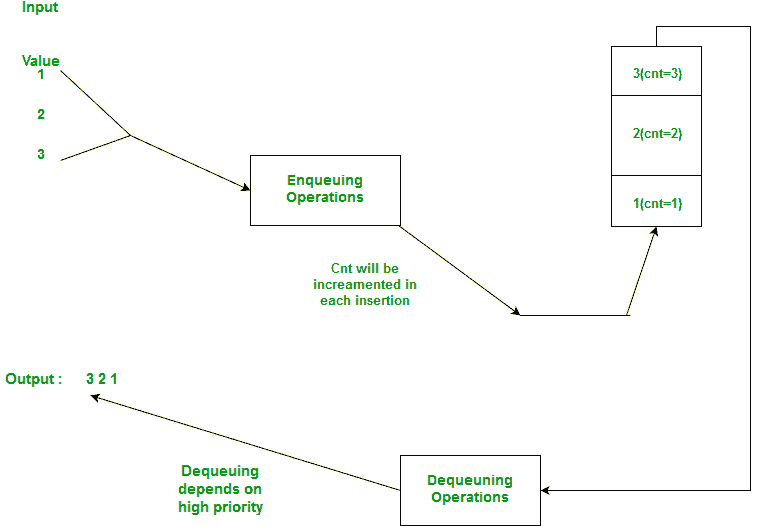 Input
Value
1
2
3
Enqueuing
Operations
Cnt will be
increamented in
each insertion
3(cnt=3)
2(cnt=2)
1(cnt=1)
Output : 3 2 1
Dequeuing
depends on
high priority
Dequeuning
Operations